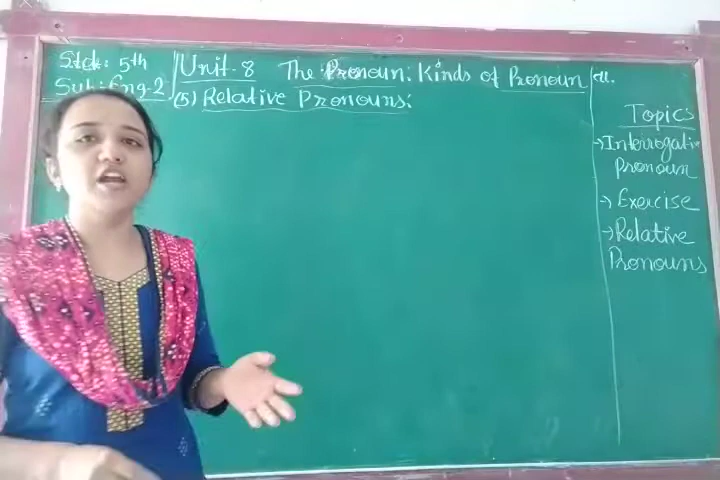 Std: 5th
Sub: Eng-2
Unit-8 The Pronoun: Kinds of Pronoun
(5) Relative Pronouns:
Topics
→Interrogative
Pronoun
→ Exercise
→Relative
Pronouns